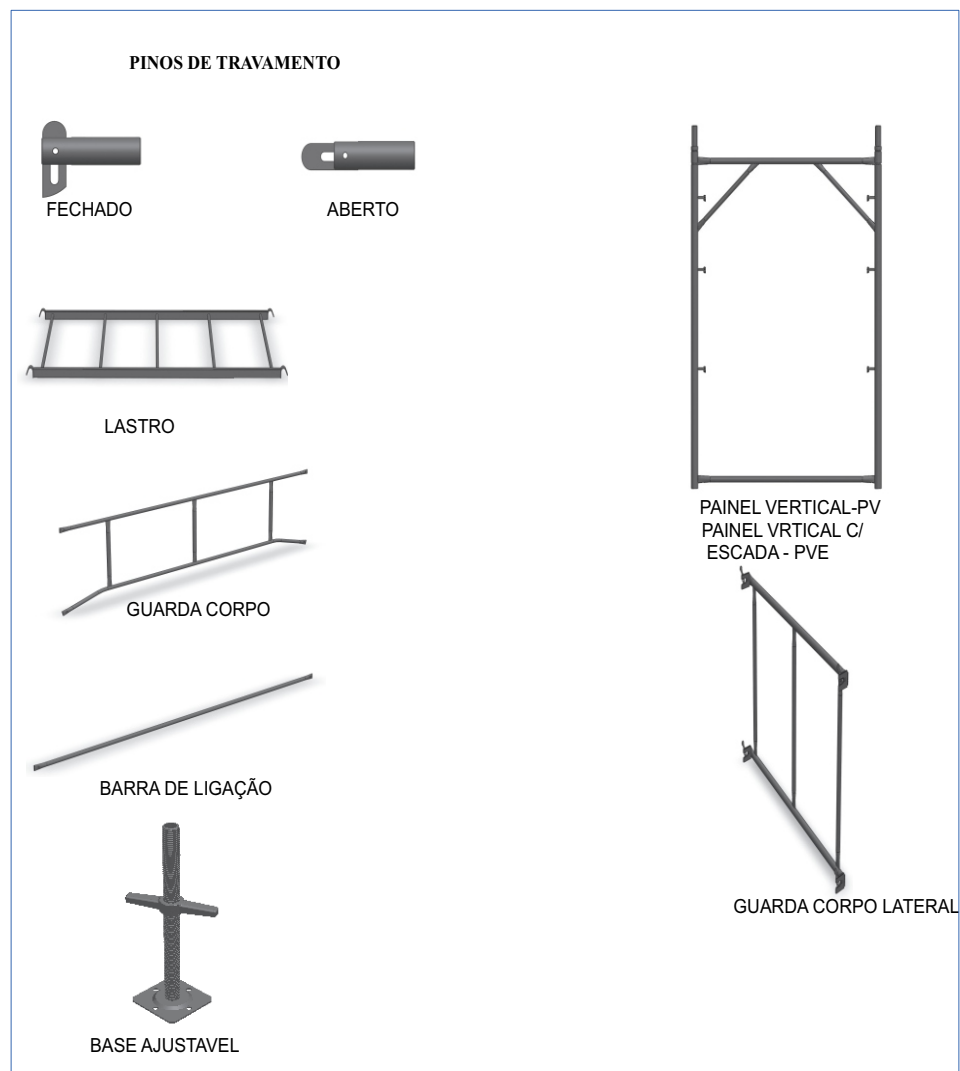 PINOS DE TRAVAMENTO
FECHADO
ABERTO
LASTRO
GUARDA CORPO
BARRA DE LIGAÇÃO
BASE AJUSTAVEL
PAINEL VERTICAL-PV
PAINEL VRTICAL C/
ESCADA - PVE
GUARDA CORPO LATERAL